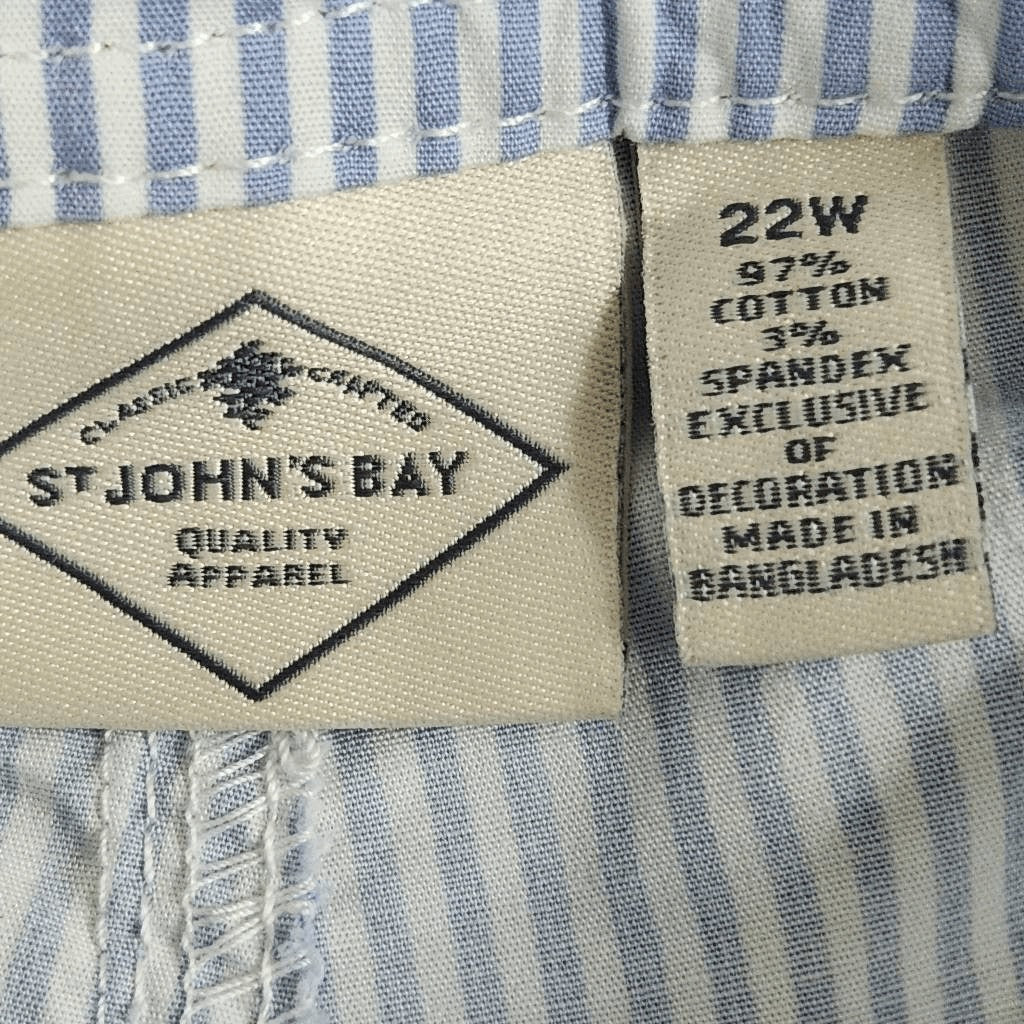 CLASSIC CRAFTED
ST JOHN'S BAY
QUALITY
APPAREL
22W
97%
COTTON
3%
SPANDEX
EXCLUSIVE
OF
DECORATION
MADE IN
BANGLADESH